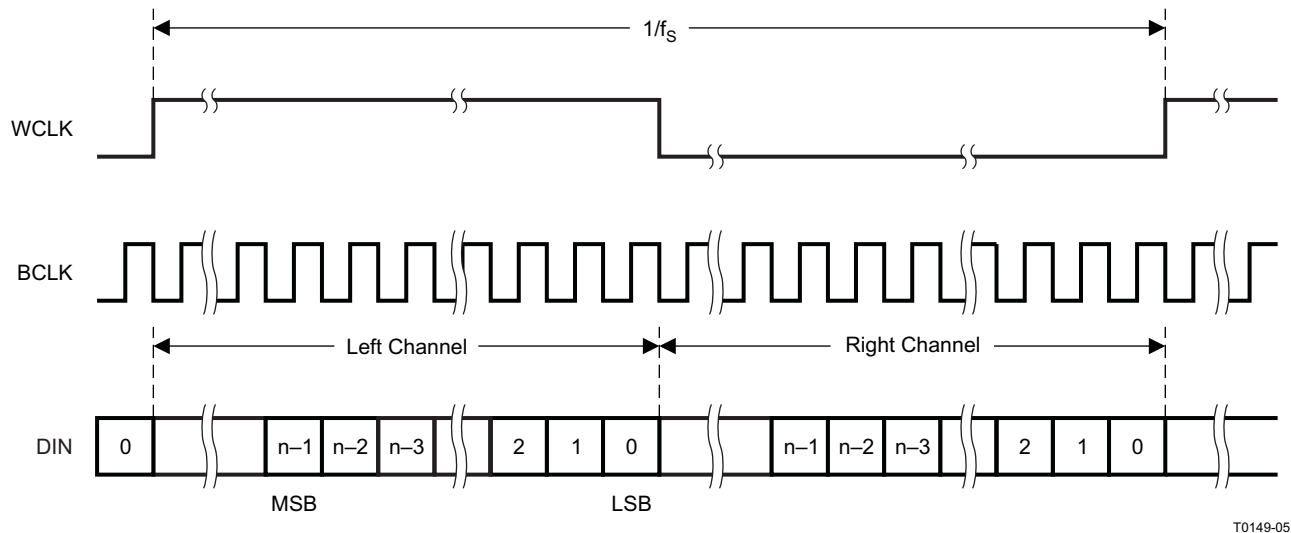 1/fS
WCLK
BCLK
Left Channel Right Channel
DIN 0 n–1 n–2 n–3 2 1 0 n–1 n–2 n–3 2 1 0
MSB LSB
T0149-05